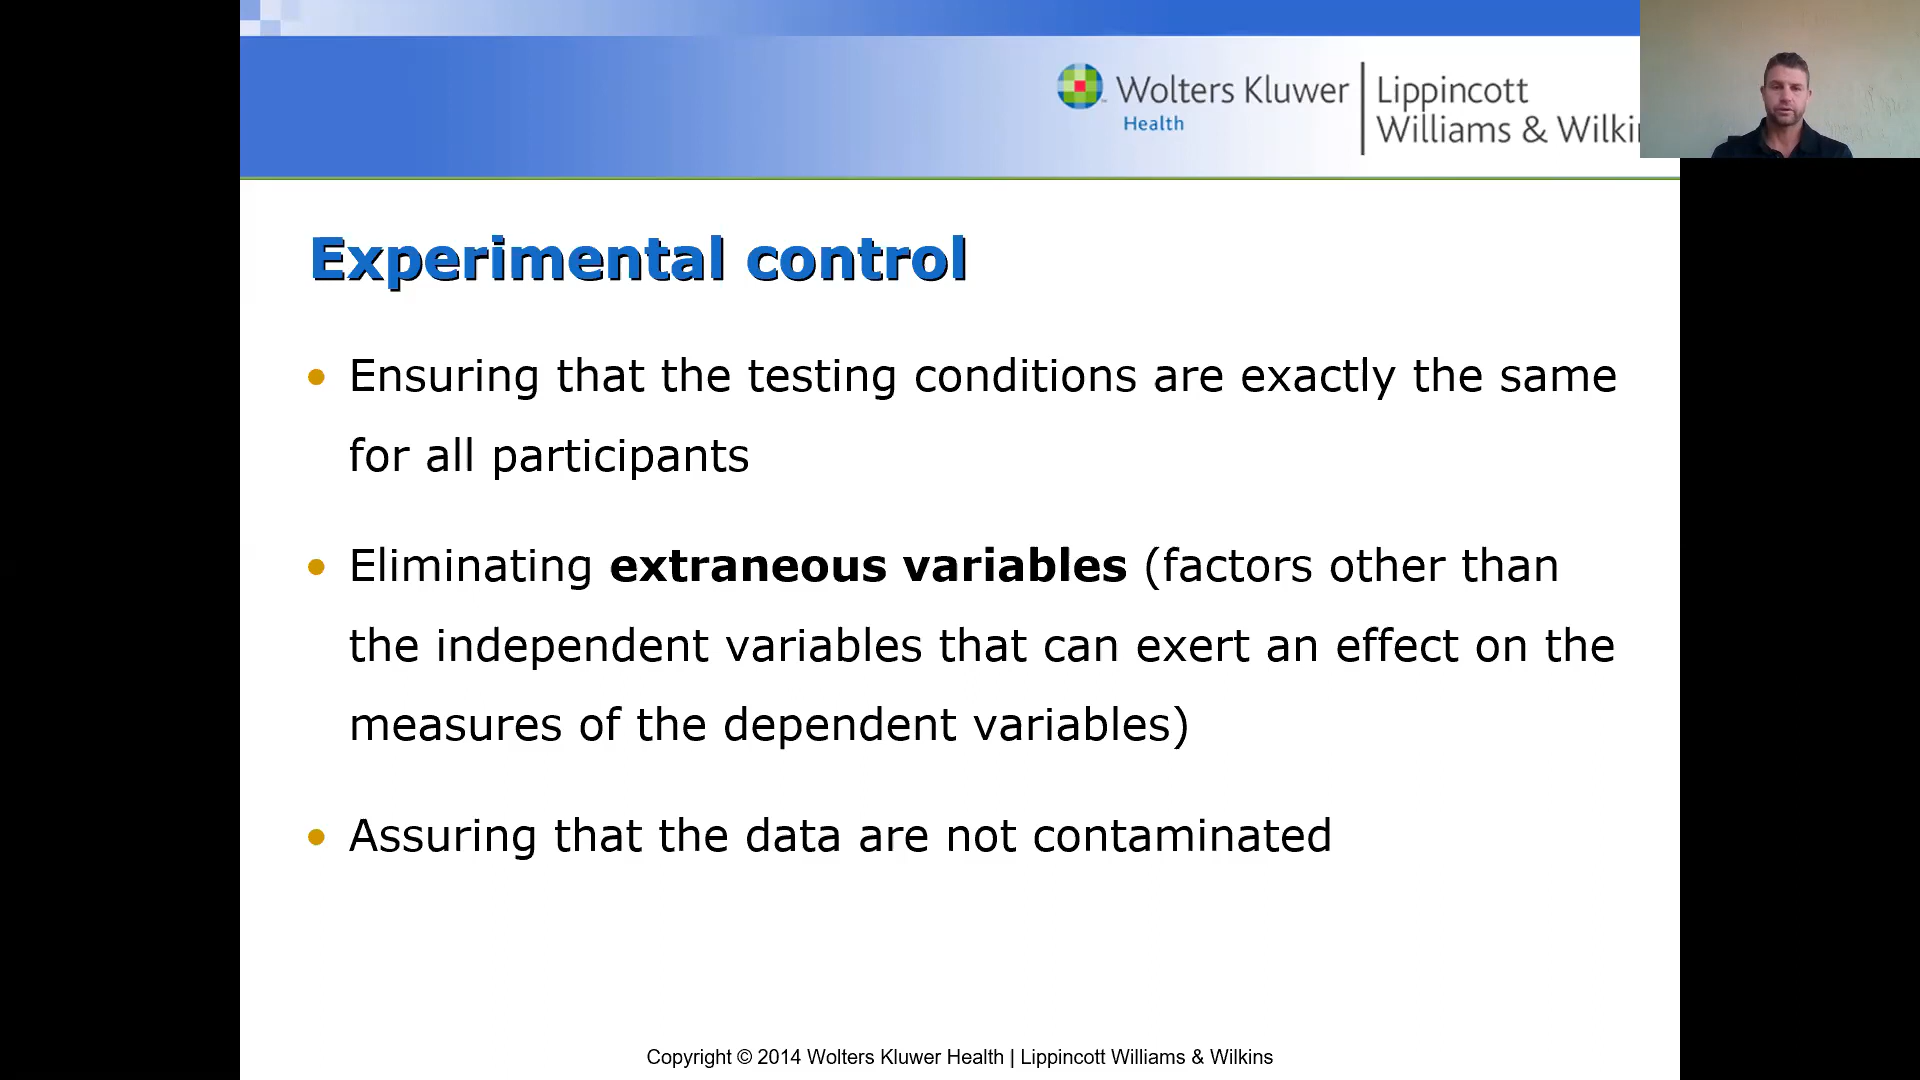 Wolters Kluwer
Health
Lippincott
Williams &
Experimental control
• Ensuring that the testing conditions are exactly the same
for all participants
• Eliminating extraneous variables (factors other than
the independent variables that can exert an effect on the
measures of the dependent variables)
• Assuring that the data are not contaminated
Copyright © 2014 Wolters Kluwer Health | Lippincott Williams & Wilkins